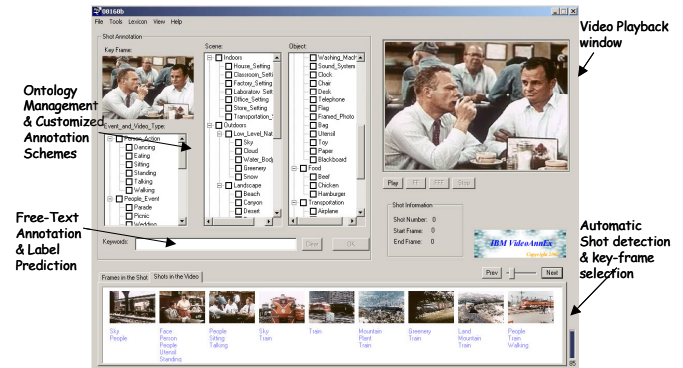 08160b
File Tools Lexicon View Help
Shot Annotation
Key Frame:
Event_and_Video_Type:
Person_Action
Dancing
Eating
Sitting
Standing
Talking
Walking
People_Event
Parade
Picnic
Wedding
Scene:
Indoors
House_Setting
Classroom_Setti
Factory_Setting
Laboratory_Sett
Office_Setting
Store_Setting
Transportation_S
Outdoors
Low_Level_Nat
Sky
Cloud
Water_Body
Greenery
Snow
Landscape
Beach
Canyon
Desert
Object:
Washing_Mach
Sound_System
Clock
Chair
Desk
Telephone
Flag
Framed_Photo
Bag
Utensil
Toy
Paper
Blackboard
Food
Beef
Chicken
Hamburger
Transportation
Airplane
Keywords:
Clear
OK
Play FF FFF Stop
Shot Information
Shot Number: 0
Start Frame: 0
End Frame: 0
IBM VideoAnnEx
Prev
Next
Frames in the Shot
Shots in the Video
Sky
People
Face
Person
People
Utensil
Standing
People
Sitting
Talking
Sky
Train
Train
Mountain
Plant
Train
Greenery
Train
Land
Mountain
Train
People
Train
Walking
Ontology
Management
& Customized
Annotation
Schemes
Free-Text
Annotation
& Label
Prediction
Video Playback
window
Automatic
Shot detection
& key-frame
selection